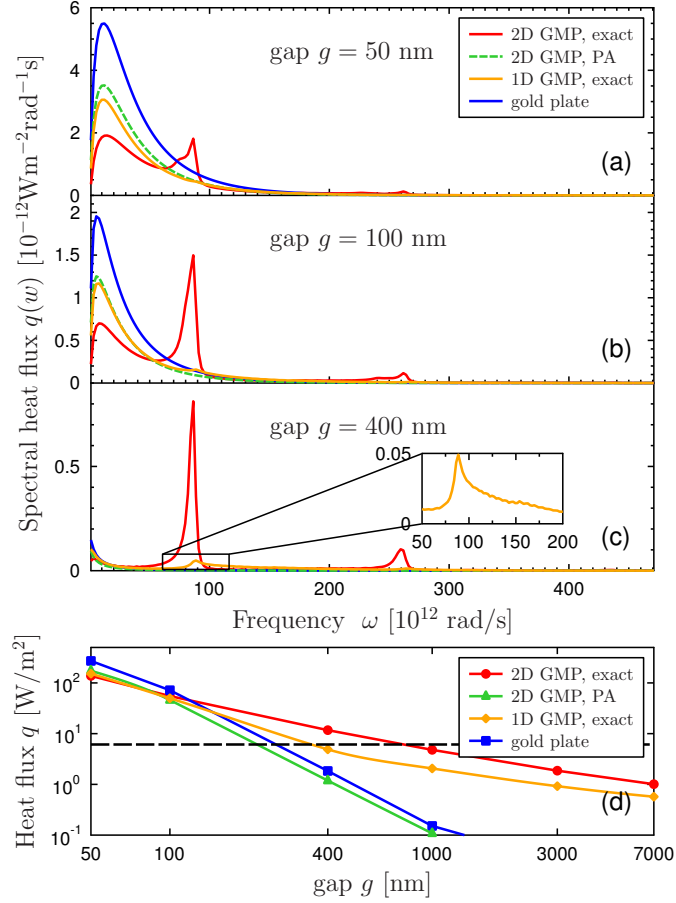 Spectral heat flux q(w) [10⁻¹²Wm⁻²rad⁻¹s]
6
4
2
0
gap g = 50 nm
2D GMP, exact
2D GMP, PA
1D GMP, exact
gold plate
(a)
2
1.5
1
0.5
0
gap g = 100 nm
(b)
0.5
0
gap g = 400 nm
0.05
0
50 100 150 200
(c)
100 200 300 400
Frequency ω [10¹² rad/s]
Heat flux q [W/m²]
10²
10¹
10⁰
10⁻¹
2D GMP, exact
2D GMP, PA
1D GMP, exact
gold plate
(d)
50 100 400 1000 3000 7000
gap g [nm]